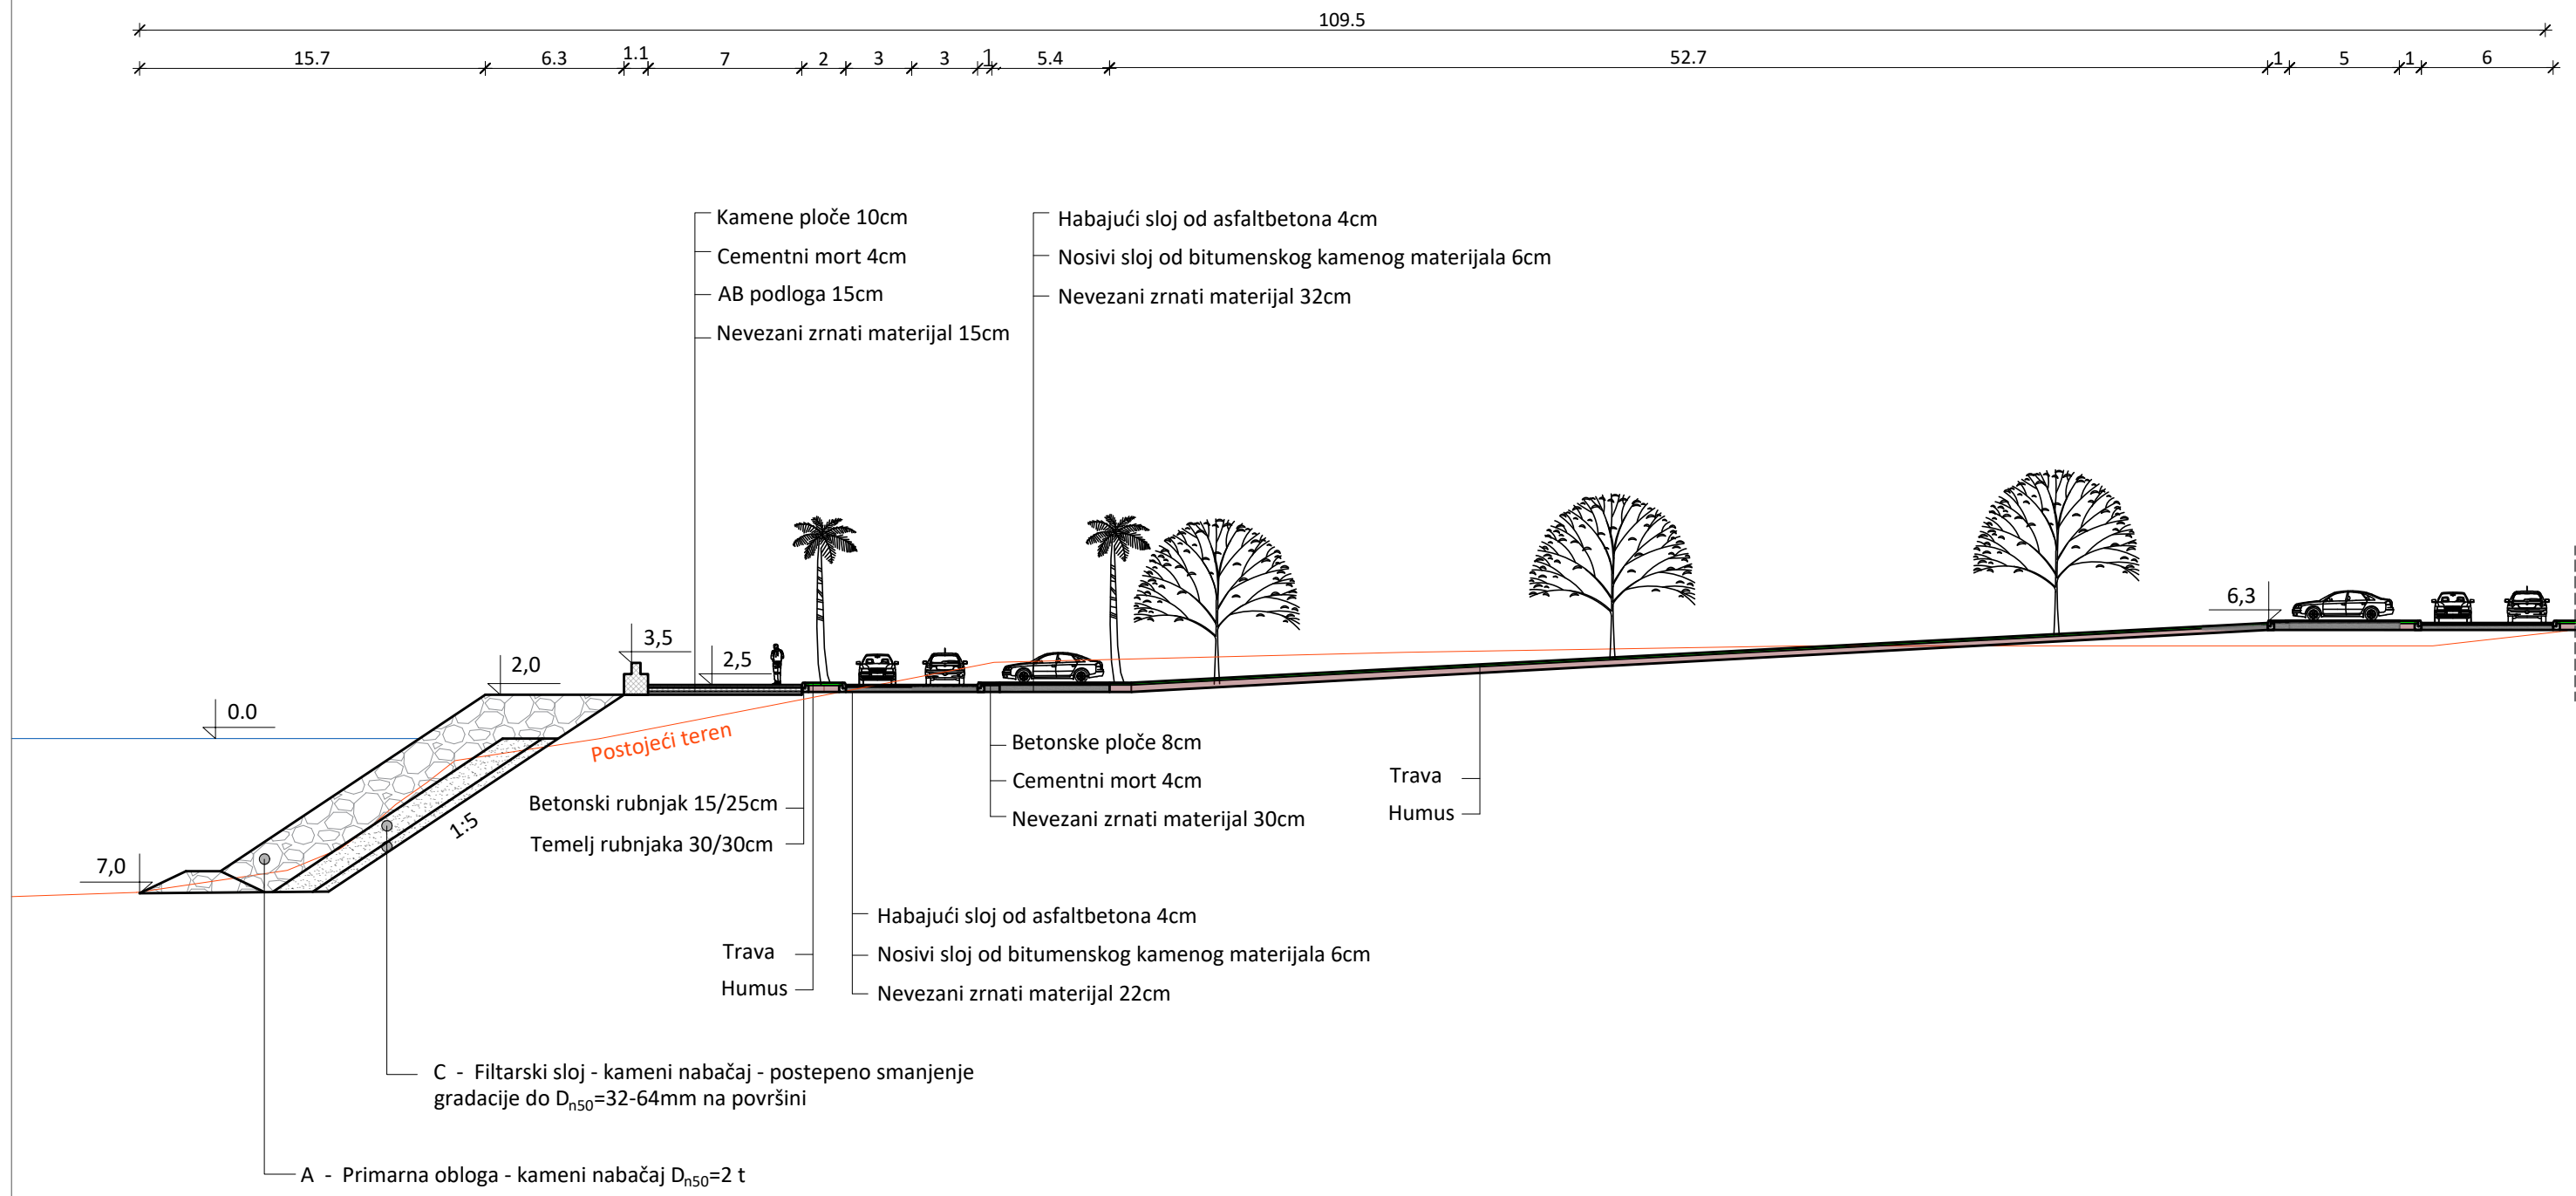 109.5
15.7 6.3 1.1 7 2 3 3 1 5.4 52.7 1 5 1 6
Kamene ploče 10cm
Cementni mort 4cm
AB podloga 15cm
Nevezani zrnati materijal 15cm
Habajući sloj od asfaltbetona 4cm
Nosivi sloj od bitumenskog kamenog materijala 6cm
Nevezani zrnati materijal 32cm
6,3
3,5
2,5
2,0
0.0
Postojeći teren
1:5
7,0
Betonski rubnjak 15/25cm
Temelj rubnjaka 30/30cm
Betonske ploče 8cm
Cementni mort 4cm
Nevezani zrnati materijal 30cm
Trava
Humus
Trava
Humus
Habajući sloj od asfaltbetona 4cm
Nosivi sloj od bitumenskog kamenog materijala 6cm
Nevezani zrnati materijal 22cm
C - Filtarski sloj - kameni nabačaj - postepeno smanjenje
gradacije do Dn50=32-64mm na površini
A - Primarna obloga - kameni nabačaj Dn50=2 t